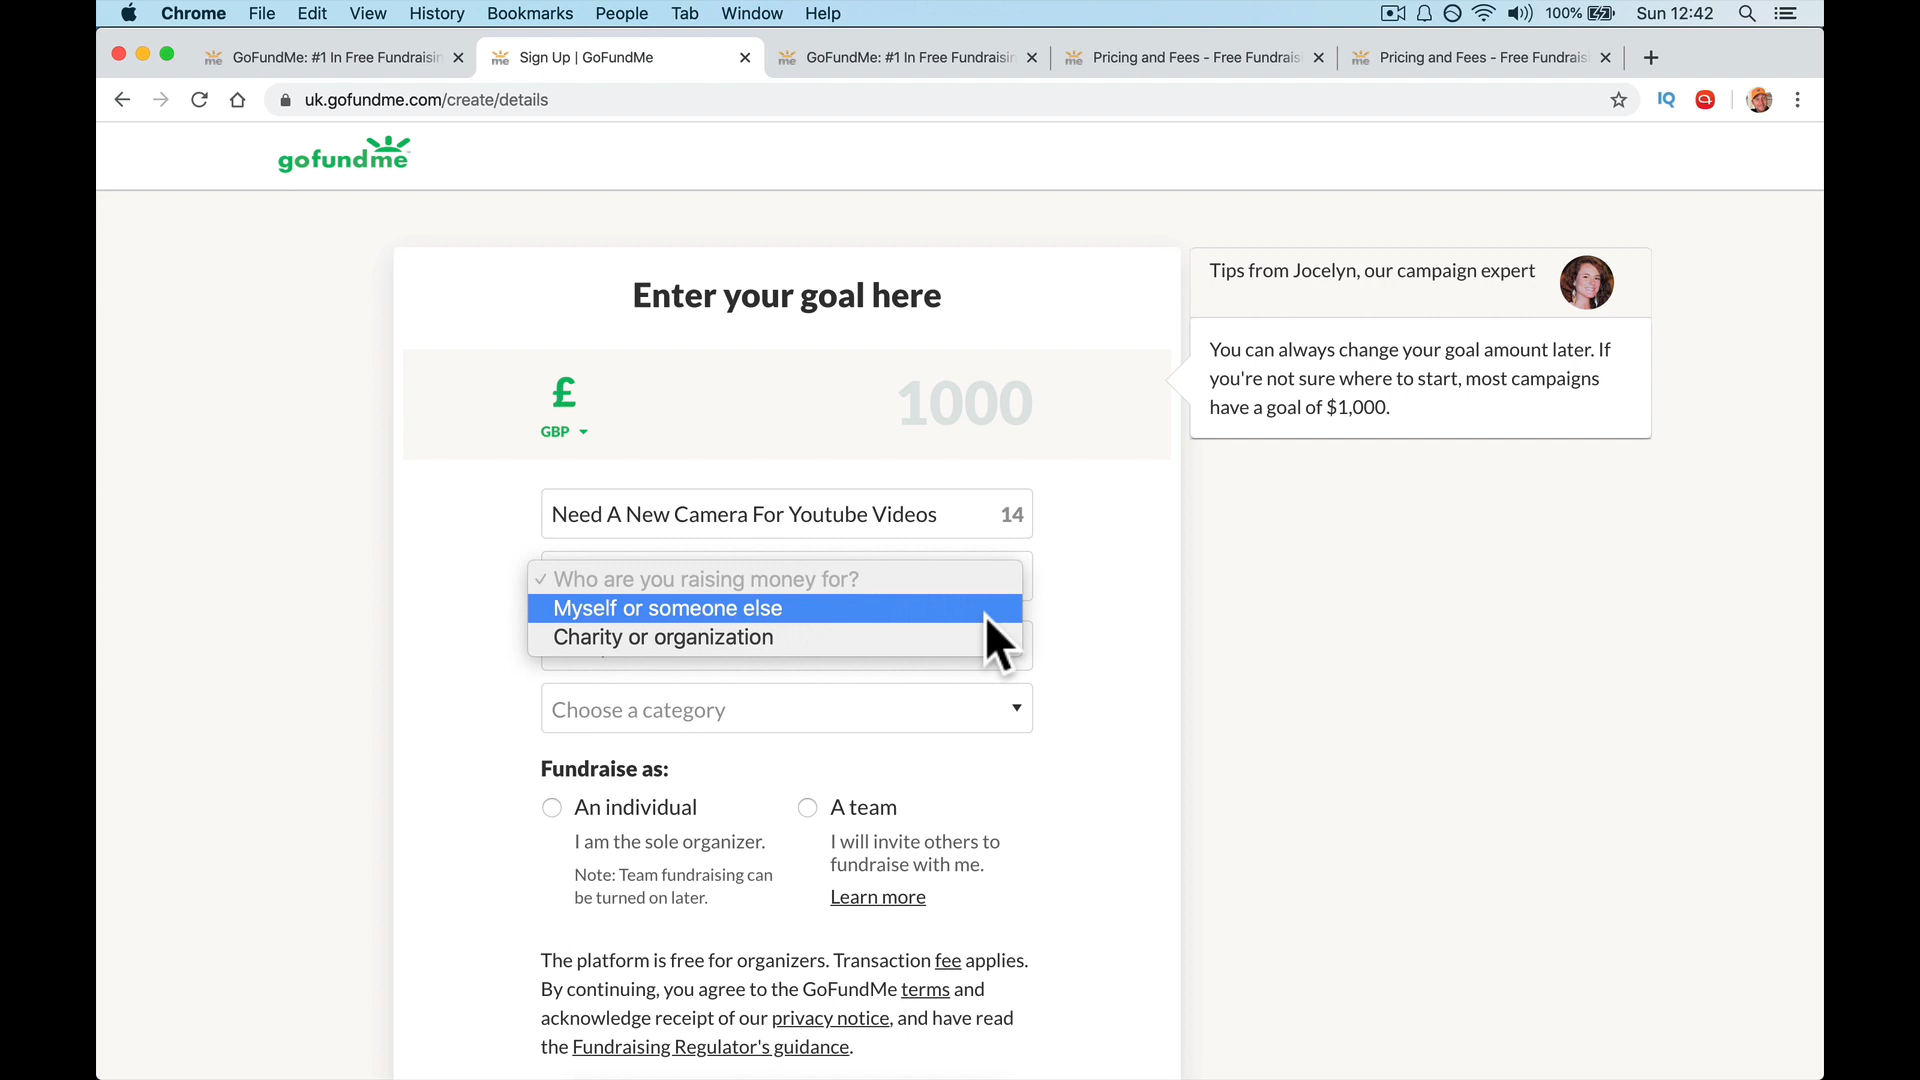 Chrome File Edit View History Bookmarks People Tab Window Help 100% Sun 12:42
GoFundMe: #1 In Free Fundraisin Sign Up | GoFundMe GoFundMe: #1 In Free Fundraisin Pricing and Fees - Free Fundrais Pricing and Fees - Free Fundrais
uk.gofundme.com/create/details IQ
gofundme
Enter your goal here
Tips from Jocelyn, our campaign expert
You can always change your goal amount later. If
you're not sure where to start, most campaigns
have a goal of $1,000.
£ 1000
GBP
Need A New Camera For Youtube Videos 14
✓ Who are you raising money for?
Myself or someone else
Charity or organization
Choose a category
Fundraise as:
An individual
I am the sole organizer.
Note: Team fundraising can
be turned on later.
A team
I will invite others to
fundraise with me.
Learn more
The platform is free for organizers. Transaction fee applies.
By continuing, you agree to the GoFundMe terms and
acknowledge receipt of our privacy notice, and have read
the Fundraising Regulator's guidance.